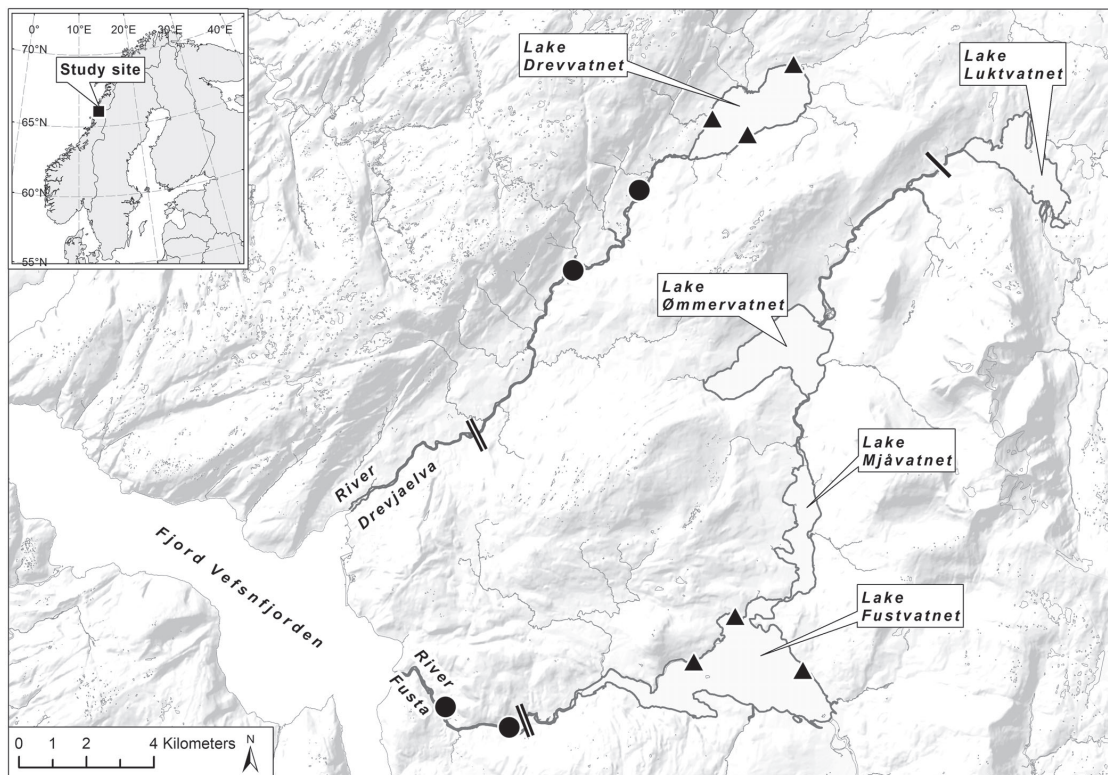 0° 10°E 20°E 30°E 40°E
70°N
Study site
65°N
60°N
55°N
Lake
Drevvatnet
Lake
Luktvatnet
Lake
Ømmervatnet
Lake
Mjåvatnet
River
Drevjaelva
Fjord Vefsnfjorden
Lake
Fustvatnet
River
Fusta
0 1 2 4 Kilometers
N